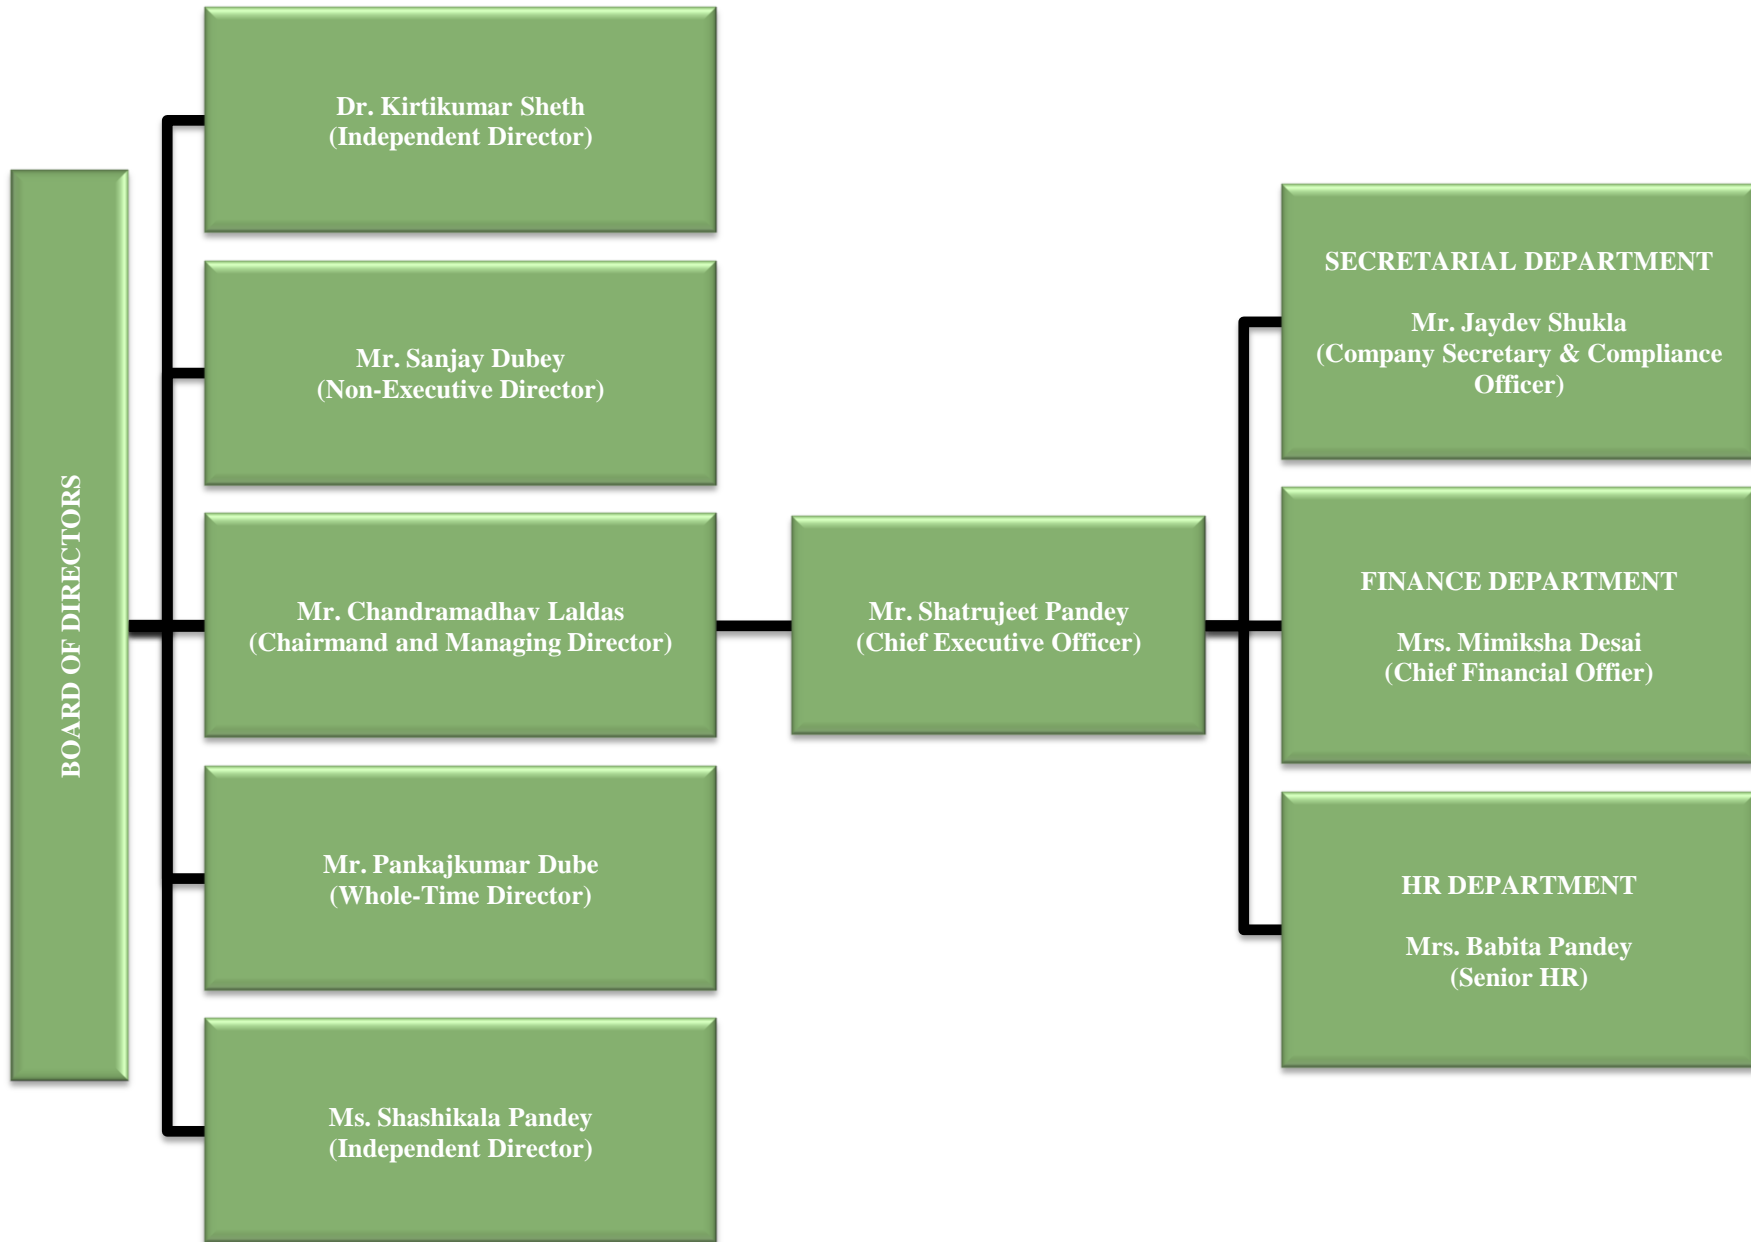 BOARD OF DIRECTORS
Dr. Kirtikumar Sheth
(Independent Director)
Mr. Sanjay Dubey
(Non-Executive Director)
Mr. Chandramadhav Laldas
(Chairmand and Managing Director)
Mr. Pankajkumar Dube
(Whole-Time Director)
Ms. Shashikala Pandey
(Independent Director)
Mr. Shatrujeet Pandey
(Chief Executive Officer)
SECRETARIAL DEPARTMENT
Mr. Jaydev Shukla
(Company Secretary & Compliance
Officer)
FINANCE DEPARTMENT
Mrs. Mimiksha Desai
(Chief Financial Offier)
HR DEPARTMENT
Mrs. Babita Pandey
(Senior HR)